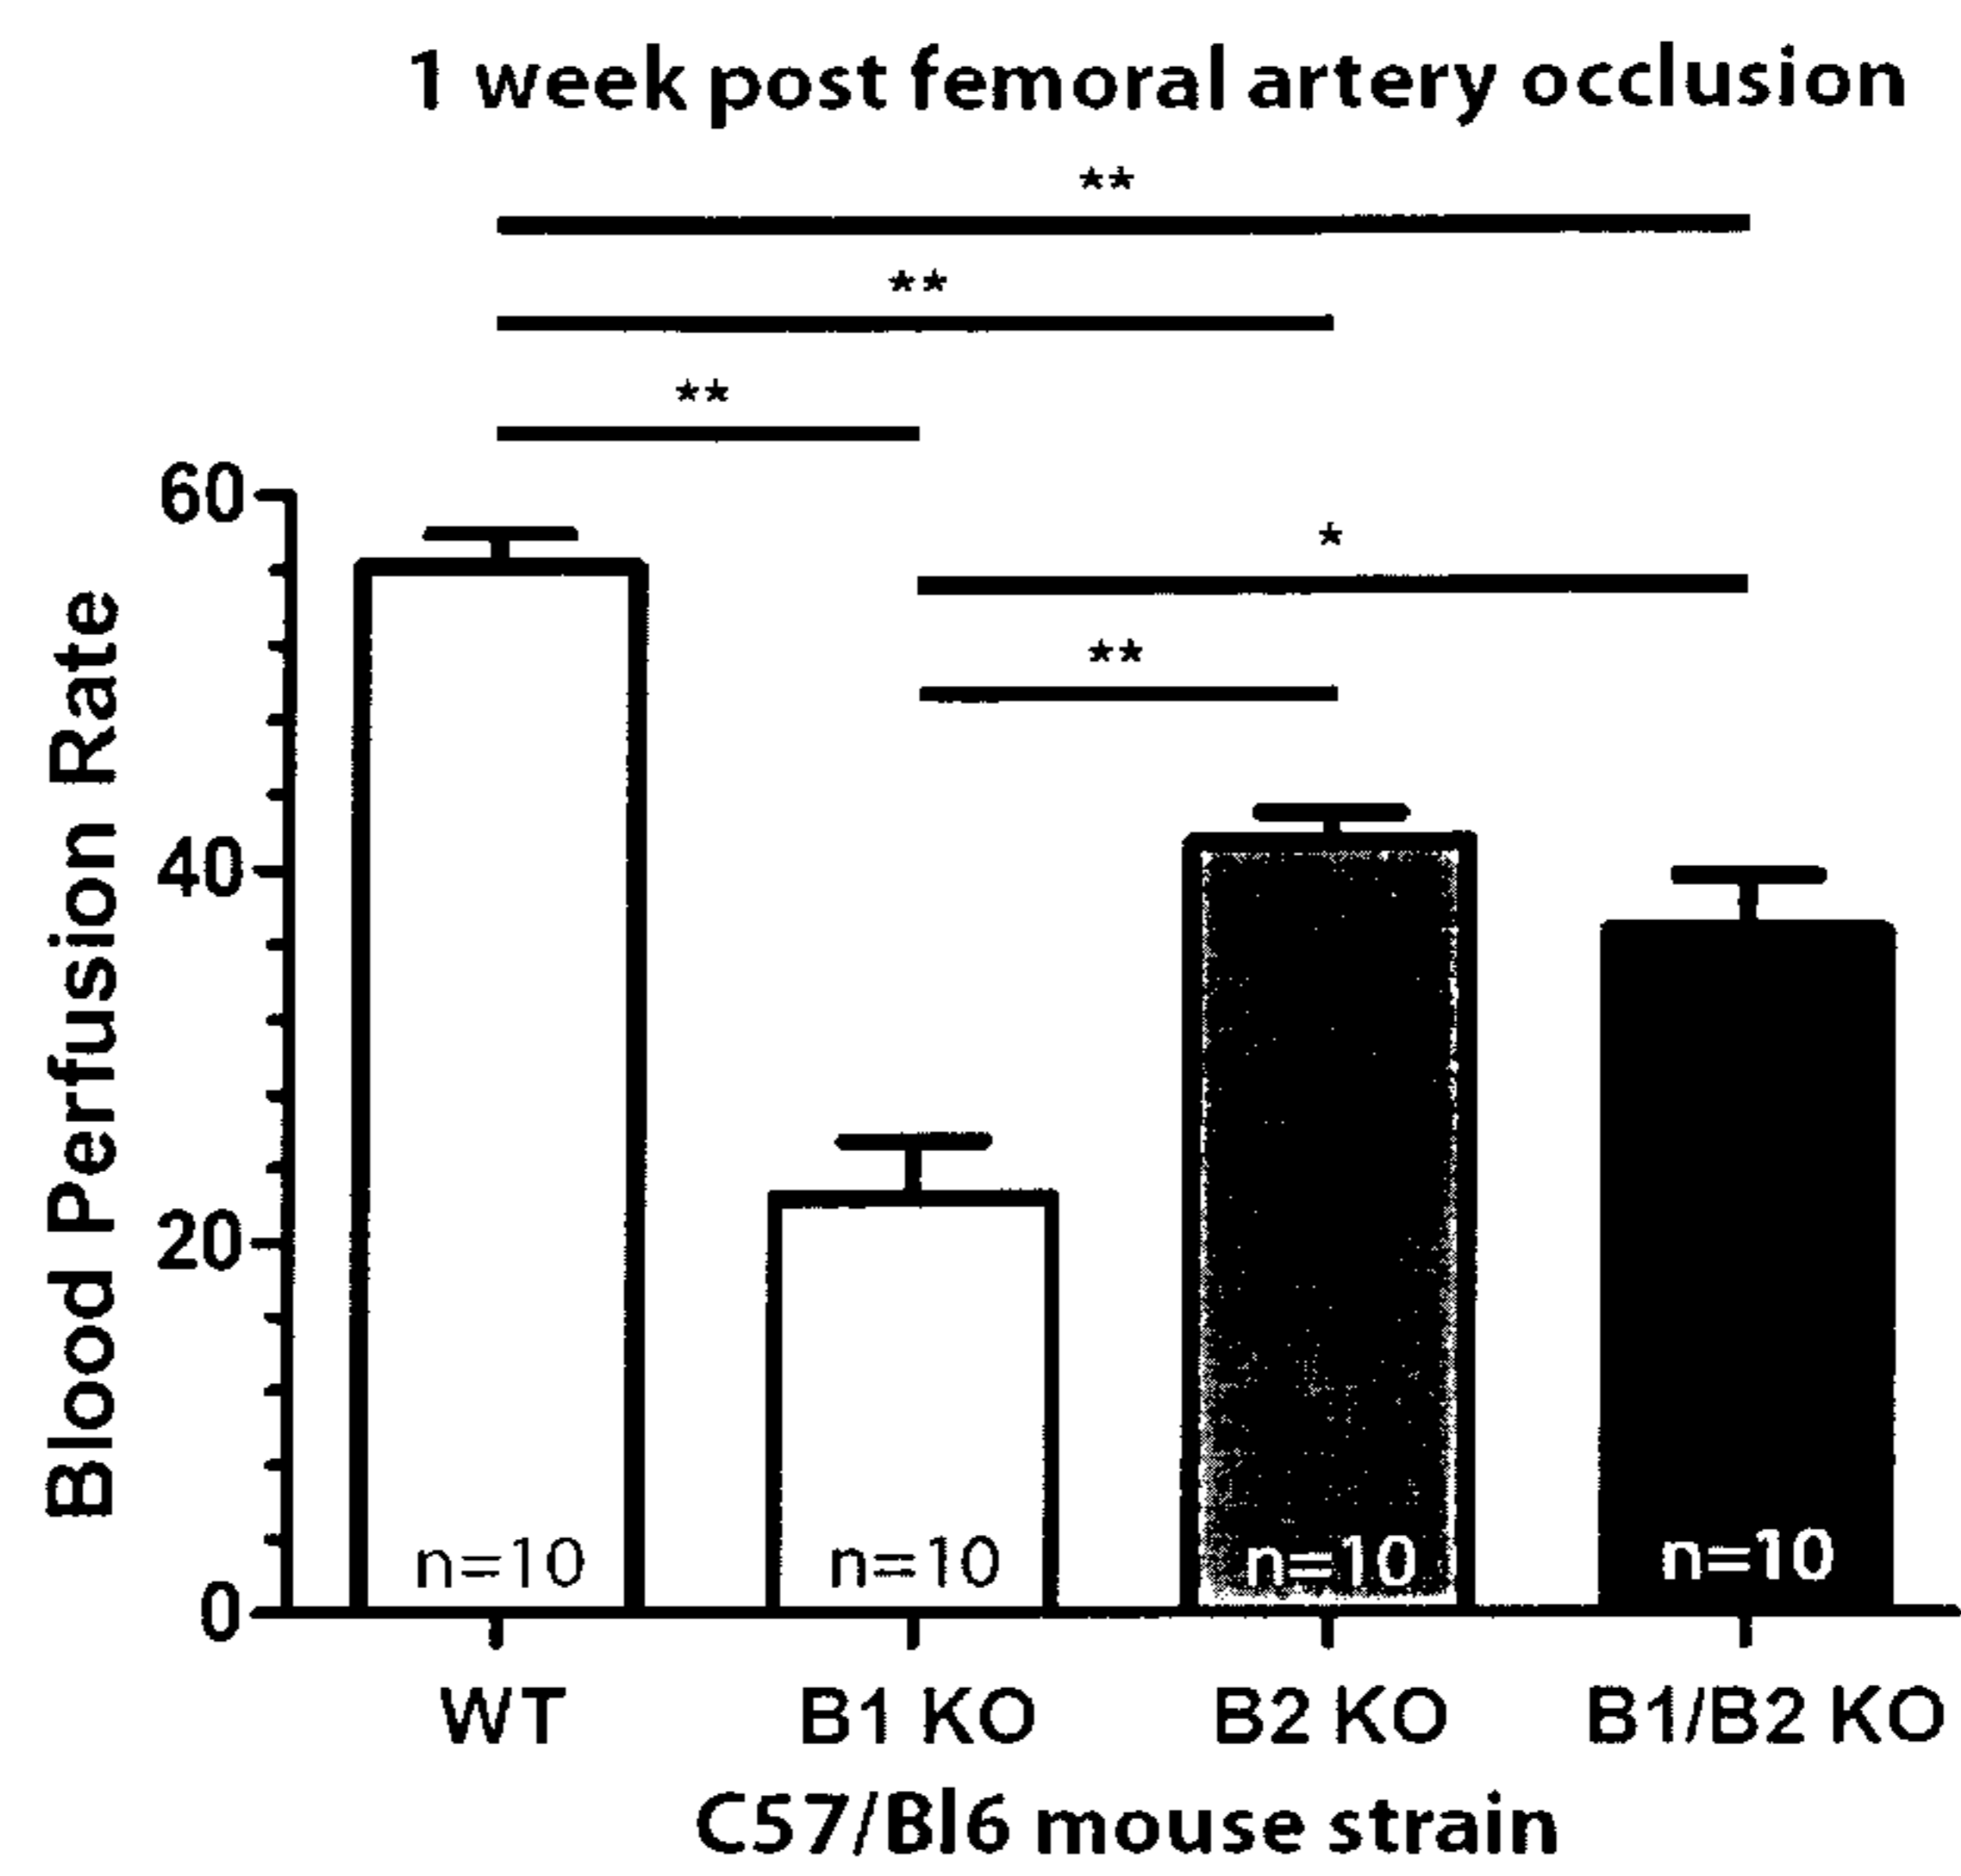 1 week post femoral artery occlusion
**
**
**
*
**
60
40
20
0
Blood Perfusion Rate
n=10 n=10 n=10 n=10
WT B1 KO B2 KO B1/B2 KO
C57/Bl6 mouse strain